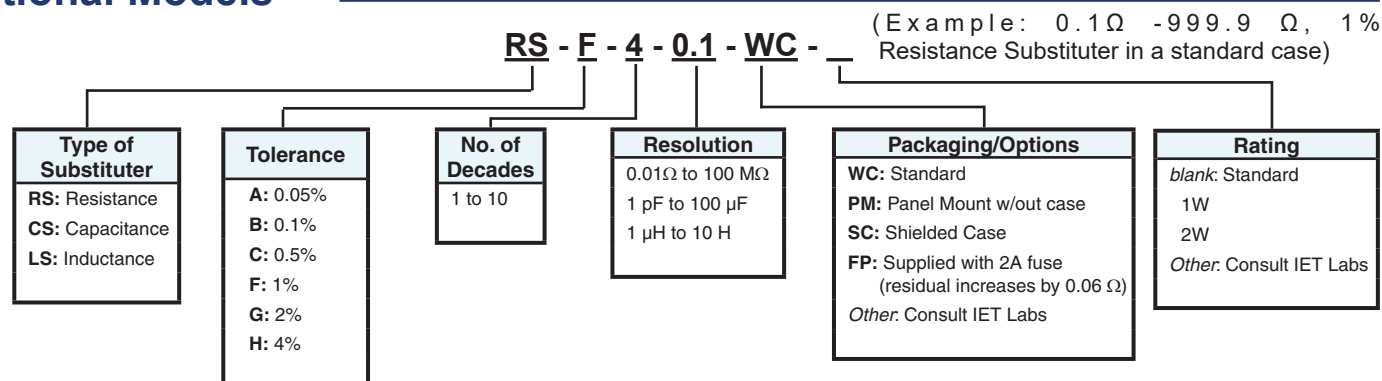 (Example: 0.1Ω -999.9 Ω, 1%
RS - F - 4 - 0.1 - WC - __ Resistance Substituter in a standard case)
Type of
Substituter
RS: Resistance
CS: Capacitance
LS: Inductance
Tolerance
A: 0.05%
B: 0.1%
C: 0.5%
F: 1%
G: 2%
H: 4%
No. of
Decades
1 to 10
Resolution
0.01Ω to 100 MΩ
1 pF to 100 µF
1 µH to 10 H
Packaging/Options
WC: Standard
PM: Panel Mount w/out case
SC: Shielded Case
FP: Supplied with 2A fuse
(residual increases by 0.06 Ω)
Other: Consult IET Labs
Rating
blank: Standard
1W
2W
Other: Consult IET Labs